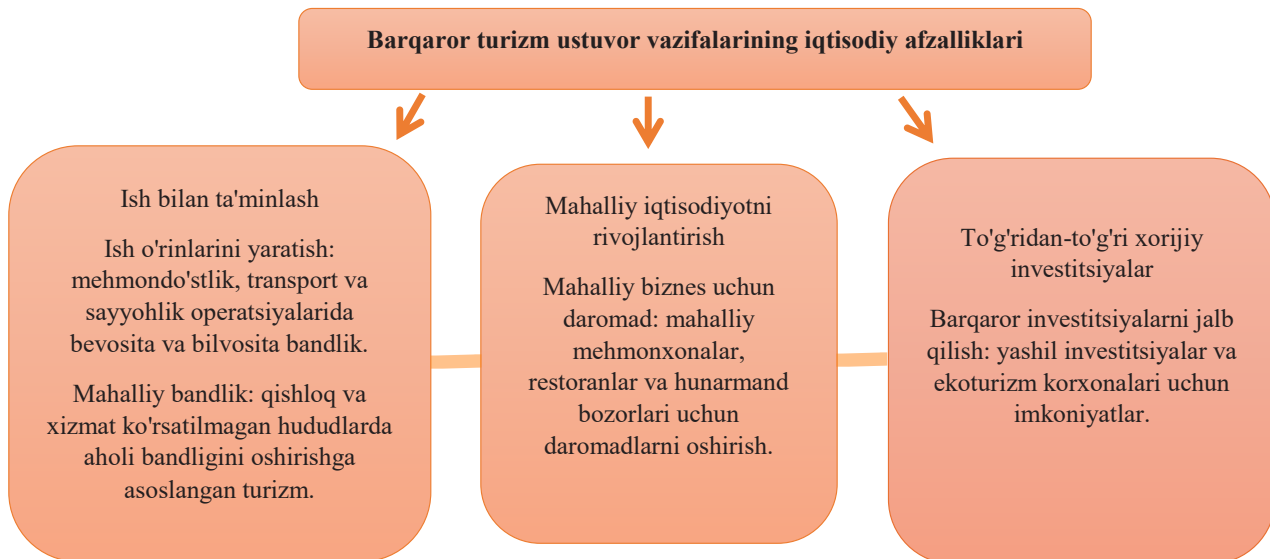 Barqaror turizm ustuvor vazifalarining iqtisodiy afzalliklari
Ish bilan ta'minlash
Ish o'rinlarini yaratish:
mehmondo'stlik, transport va
sayyohlik operatsiyalarida
bevosita va bilvosita bandlik.
Mahalliy bandlik: qishloq va
xizmat ko'rsatilmagan hududlarda
aholi bandligini oshirishga
asoslangan turizm.
Mahalliy iqtisodiyotni
rivojlantirish
Mahalliy biznes uchun
daromad: mahalliy
mehmonxonalar,
restoranlar va hunarmand
bozorlari uchun
daromadlarni oshirish.
To'g'ridan-to'g'ri xorijiy
investitsiyalar
Barqaror investitsiyalarni jalb
qilish: yashil investitsiyalar va
ekoturizm korxonalari uchun
imkoniyatlar.